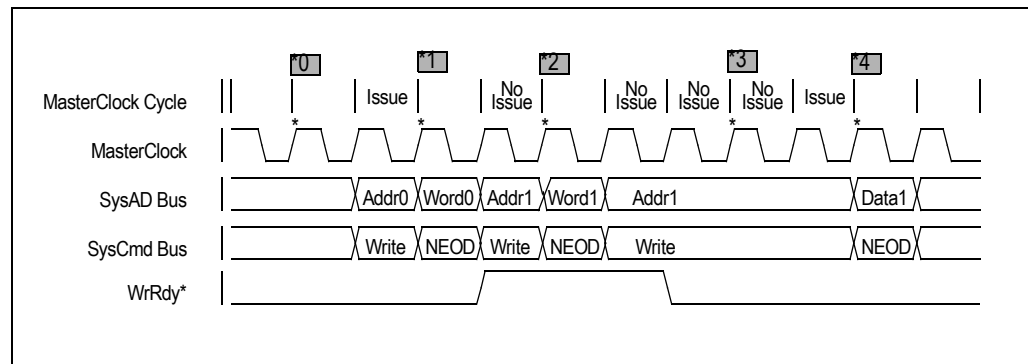 *0 *1 *2 *3 *4
MasterClock Cycle Issue No Issue No Issue No Issue No Issue Issue
* * * * *
MasterClock
SysAD Bus Addr0 Word0 Addr1 Word1 Addr1 Data1
SysCmd Bus Write NEOD Write NEOD Write NEOD
WrRdy*